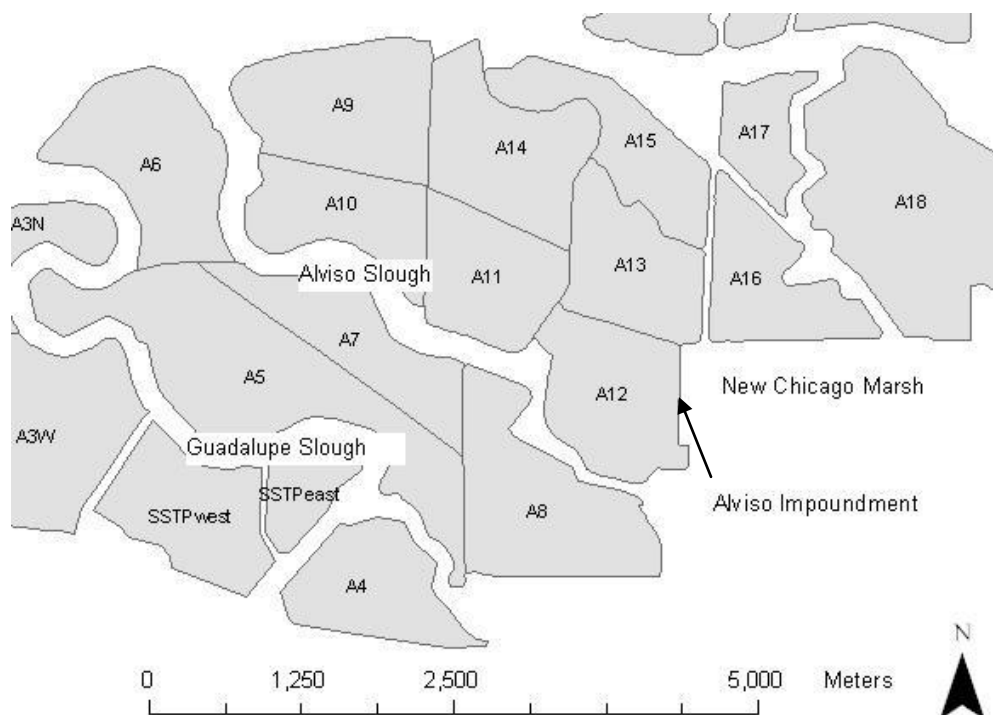 A9
A17
A15
A14
A6
A10
A18
A3N
A13
Alviso Slough
A11
A16
A7
A5
A12
New Chicago Marsh
A3W
Guadalupe Slough
SSTPeast
Alviso Impoundment
SSTPwest
A8
A4
N
0 1,250 2,500 5,000 Meters